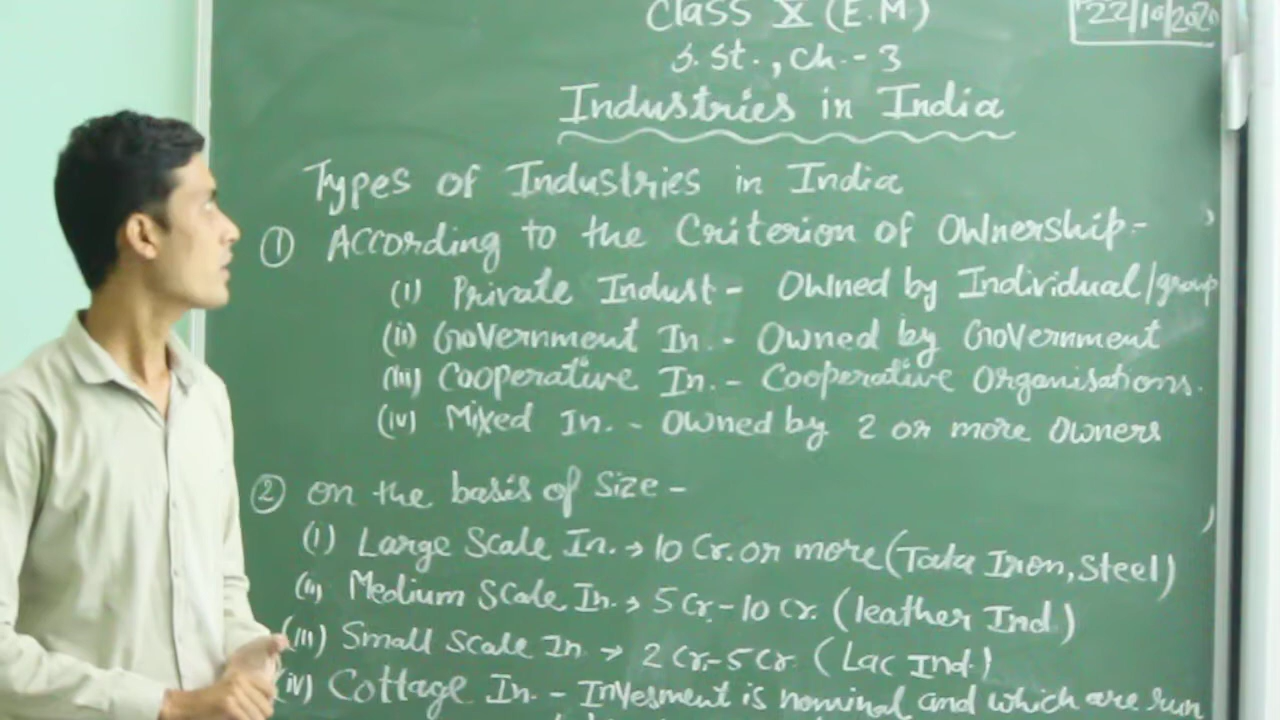 Class X (E.M)
22/10/2020
S. St., Ch. - 3
Industries in India
Types of Industries in India
① According to the Criterion of Ownership:-
(i) Private Indust - Owned by Individual/group
(ii) Government In. - Owned by Government
(iii) Cooperative In. - Cooperative Organisations.
(iv) Mixed In. - Owned by 2 or more Owners
② on the basis of Size -
(i) Large Scale In. → 10 Cr. or more (Tata Iron, Steel)
(ii) Medium Scale In. → 5 Cr. - 10 Cr. (leather Ind.)
(iii) Small Scale In → 2 Cr. - 5 Cr (Lac Ind.)
(iv) Cottage In. - Invesment is nominal and which are run